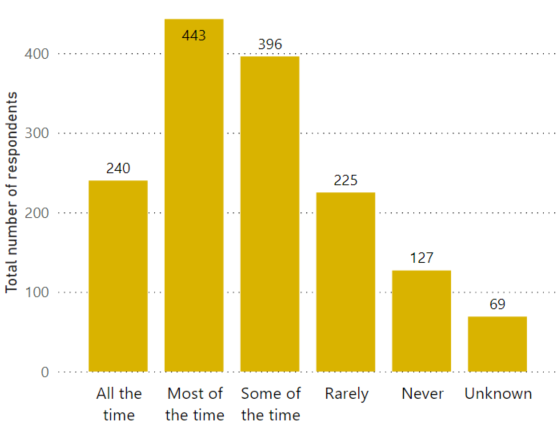 Total number of respondents
400
300
200
100
0
240
443
396
225
127
69
All the
time
Most of
the time
Some of
the time
Rarely
Never
Unknown